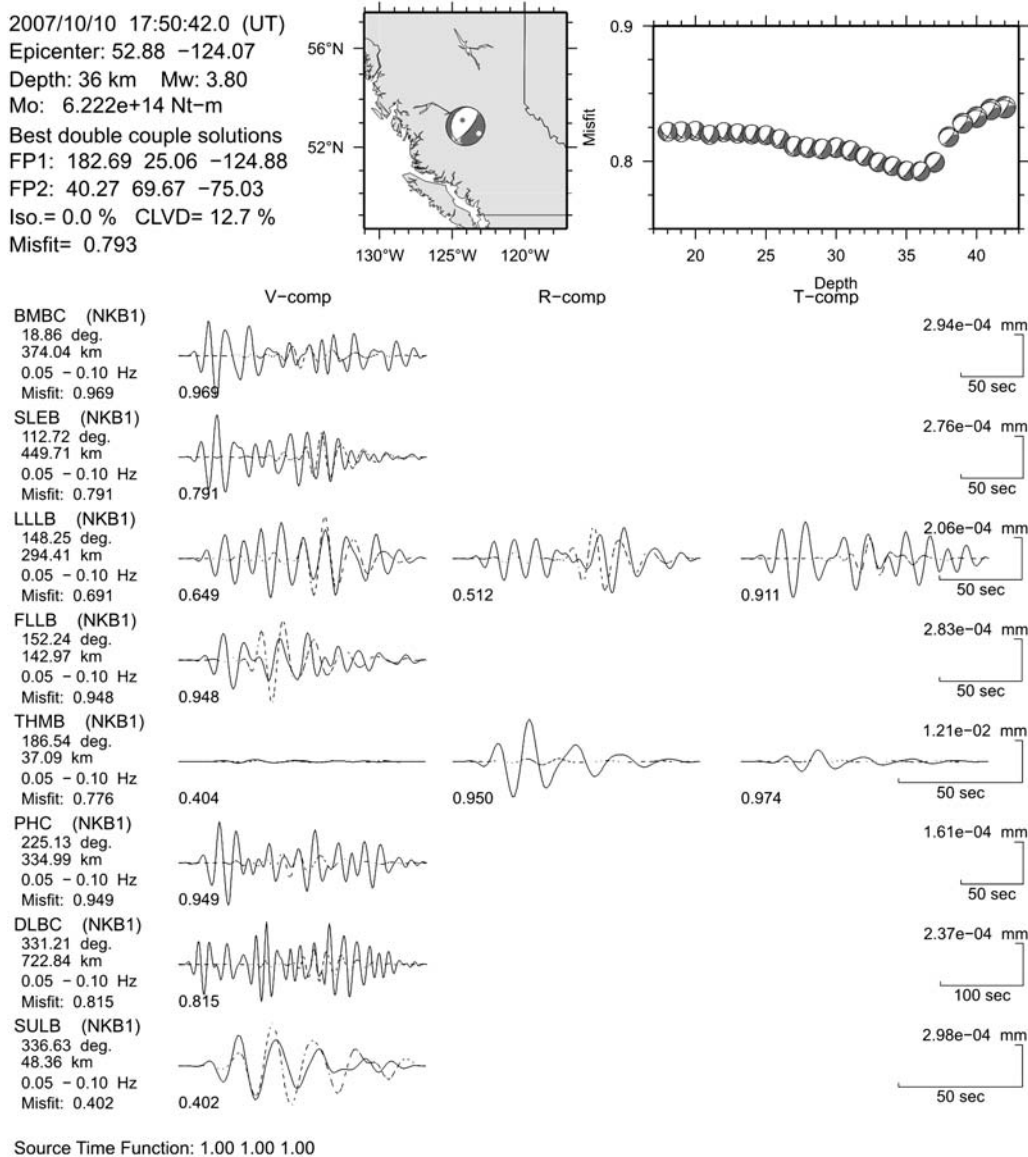 2007/10/10 17:50:42.0 (UT)
Epicenter: 52.88 −124.07
Depth: 36 km Mw: 3.80
Mo: 6.222e+14 Nt−m
Best double couple solutions
FP1: 182.69 25.06 −124.88
FP2: 40.27 69.67 −75.03
Iso.= 0.0 % CLVD= 12.7 %
Misfit= 0.793
56°N
52°N
130°W 125°W 120°W
Misfit
0.9
0.8
20 25 30 35 40
Depth
V−comp R−comp T−comp
BMBC (NKB1)
18.86 deg.
374.04 km
0.05 − 0.10 Hz
Misfit: 0.969
0.969
2.94e−04 mm
50 sec
SLEB (NKB1)
112.72 deg.
449.71 km
0.05 − 0.10 Hz
Misfit: 0.791
0.791
2.76e−04 mm
50 sec
LLLB (NKB1)
148.25 deg.
294.41 km
0.05 − 0.10 Hz
Misfit: 0.691
0.649 0.512 0.911
2.06e−04 mm
50 sec
FLLB (NKB1)
152.24 deg.
142.97 km
0.05 − 0.10 Hz
Misfit: 0.948
0.948
2.83e−04 mm
50 sec
THMB (NKB1)
186.54 deg.
37.09 km
0.05 − 0.10 Hz
Misfit: 0.776
0.404 0.950 0.974
1.21e−02 mm
50 sec
PHC (NKB1)
225.13 deg.
334.99 km
0.05 − 0.10 Hz
Misfit: 0.949
0.949
1.61e−04 mm
50 sec
DLBC (NKB1)
331.21 deg.
722.84 km
0.05 − 0.10 Hz
Misfit: 0.815
0.815
2.37e−04 mm
100 sec
SULB (NKB1)
336.63 deg.
48.36 km
0.05 − 0.10 Hz
Misfit: 0.402
0.402
2.98e−04 mm
50 sec
Source Time Function: 1.00 1.00 1.00